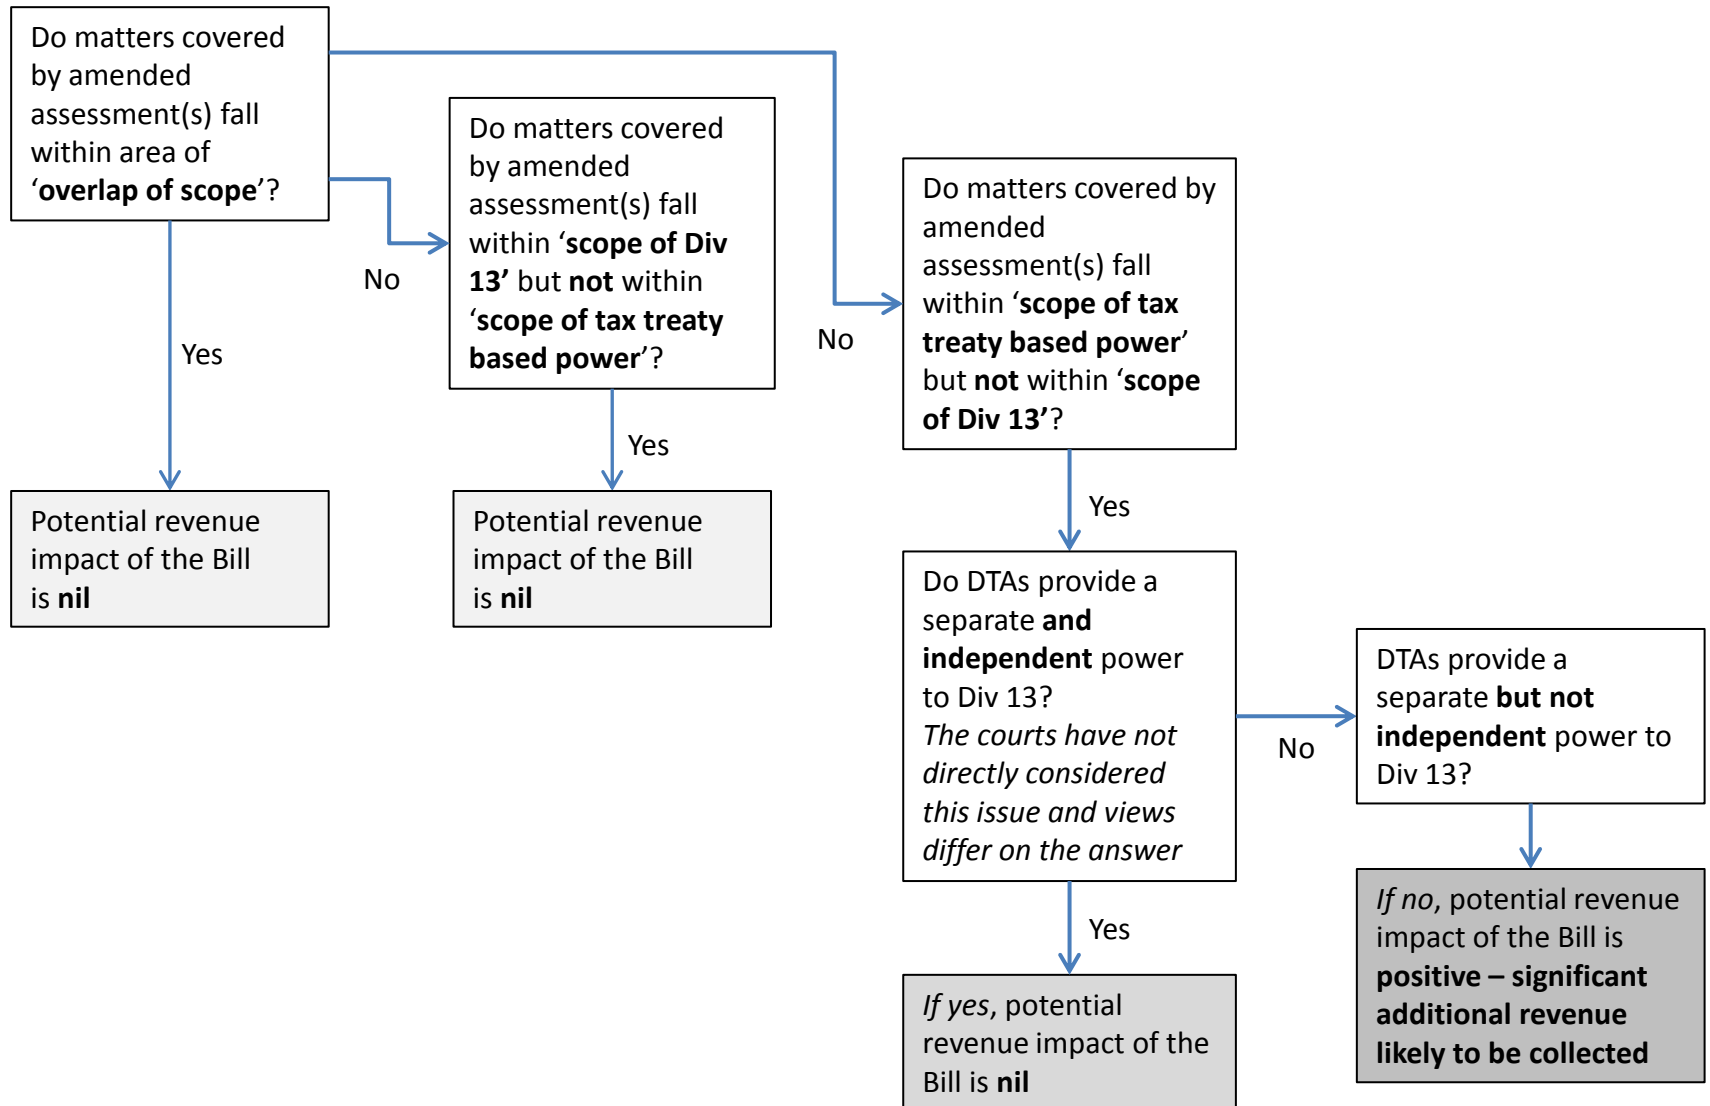 Do matters covered
by amended
assessment(s) fall
within area of
‘overlap of scope’?
No
Yes
Potential revenue
impact of the Bill
is nil
Do matters covered
by amended
assessment(s) fall
within ‘scope of Div
13’ but not within
‘scope of tax treaty
based power’?
No
Yes
Potential revenue
impact of the Bill
is nil
Do matters covered by
amended
assessment(s) fall
within ‘scope of tax
treaty based power’
but not within ‘scope
of Div 13’?
Yes
Do DTAs provide a
separate and
independent power
to Div 13?
The courts have not
directly considered
this issue and views
differ on the answer
No
Yes
If yes, potential
revenue impact of the
Bill is nil
DTAs provide a
separate but not
independent power to
Div 13?
If no, potential revenue
impact of the Bill is
positive – significant
additional revenue
likely to be collected